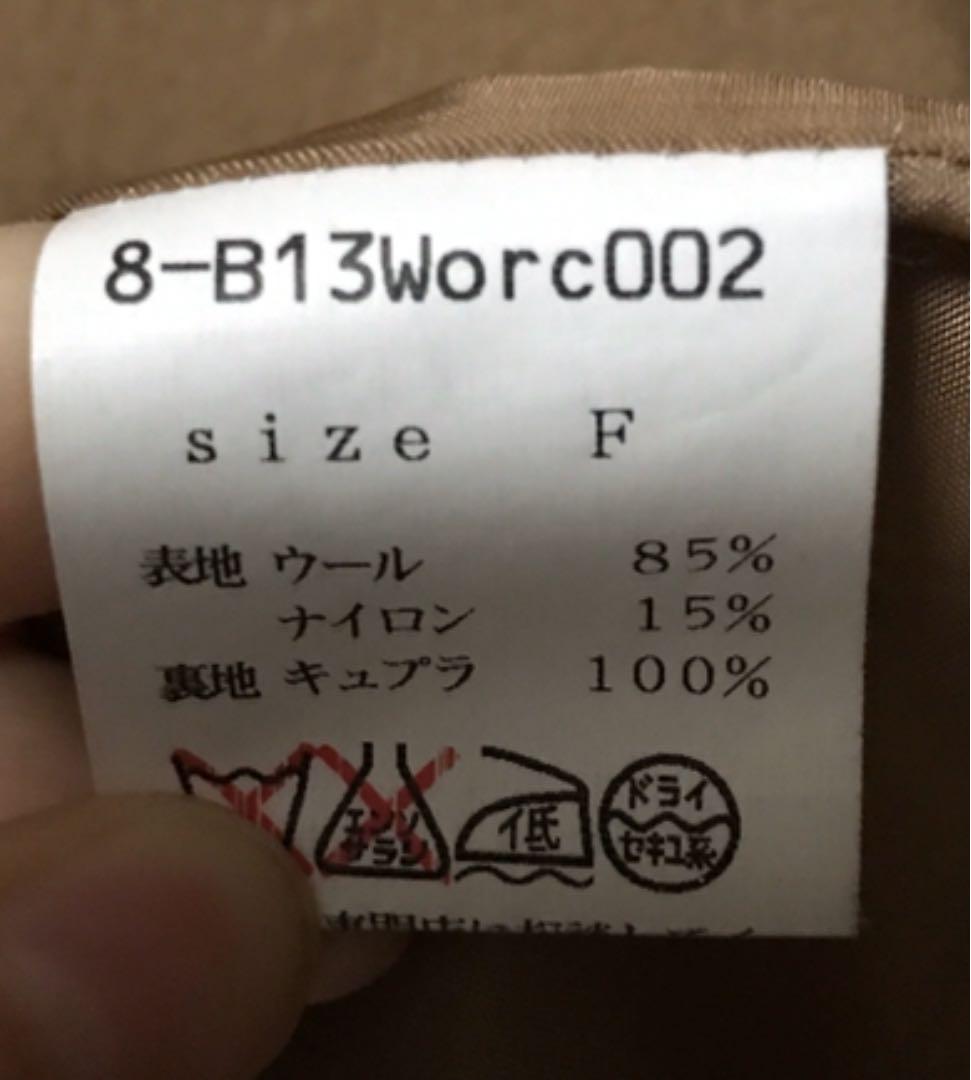 8-B13Worc002
size F
表地 ウール 85%
ナイロン 15%
裏地 キュプラ 100%
エンソ サラシ 低 ドライ セキユ系